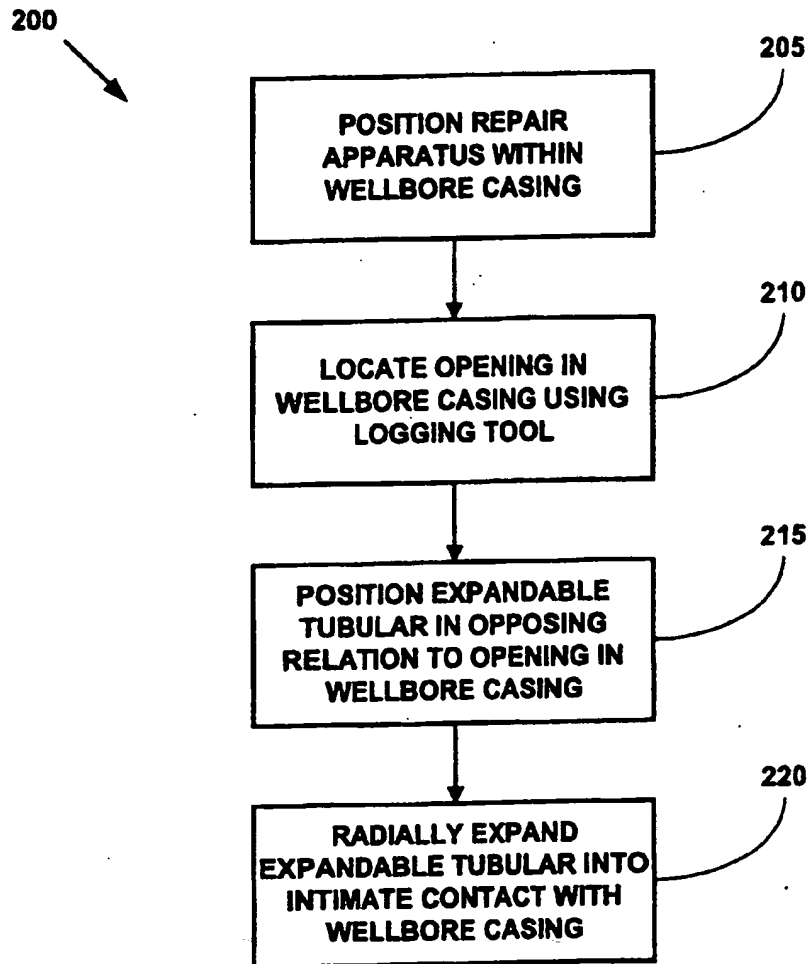 200
205
POSITION REPAIR
APPARATUS WITHIN
WELLBORE CASING
210
LOCATE OPENING IN
WELLBORE CASING USING
LOGGING TOOL
215
POSITION EXPANDABLE
TUBULAR IN OPPOSING
RELATION TO OPENING IN
WELLBORE CASING
220
RADIALLY EXPAND
EXPANDABLE TUBULAR INTO
INTIMATE CONTACT WITH
WELLBORE CASING